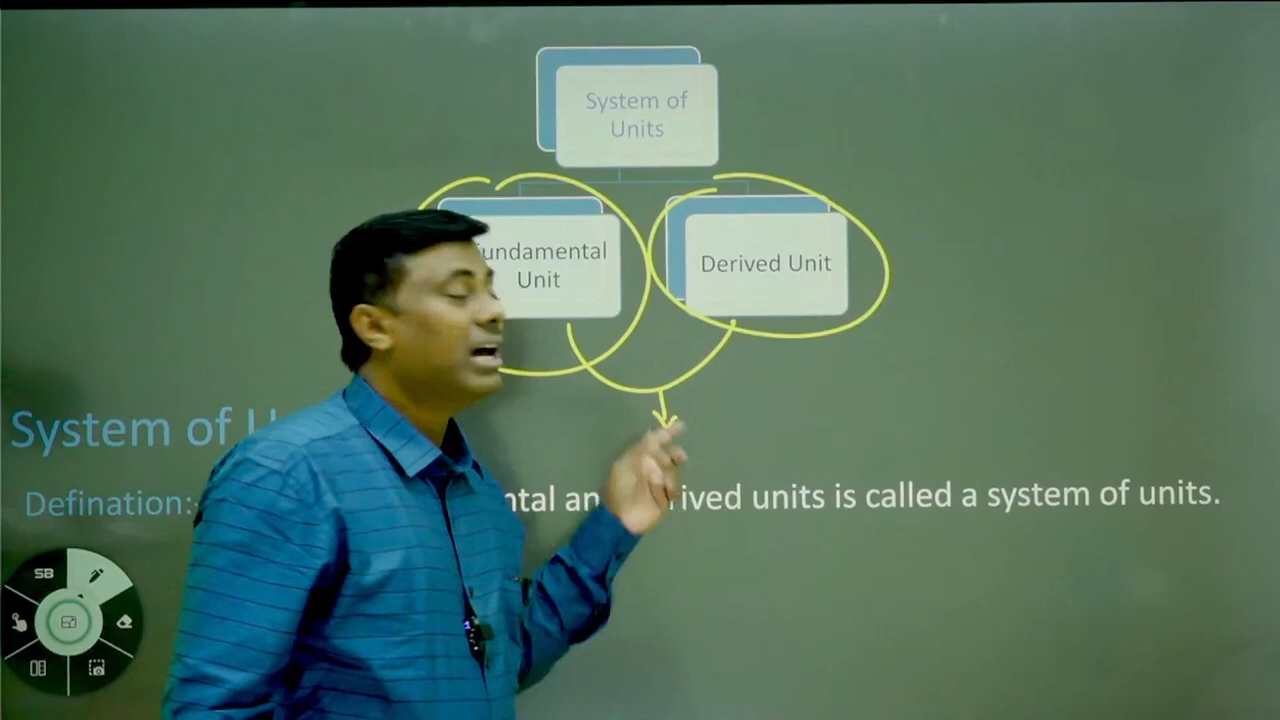 System of
Units
undamental
Unit
Derived Unit
System of
Defination:-
ntal an rived units is called a system of units.
SB